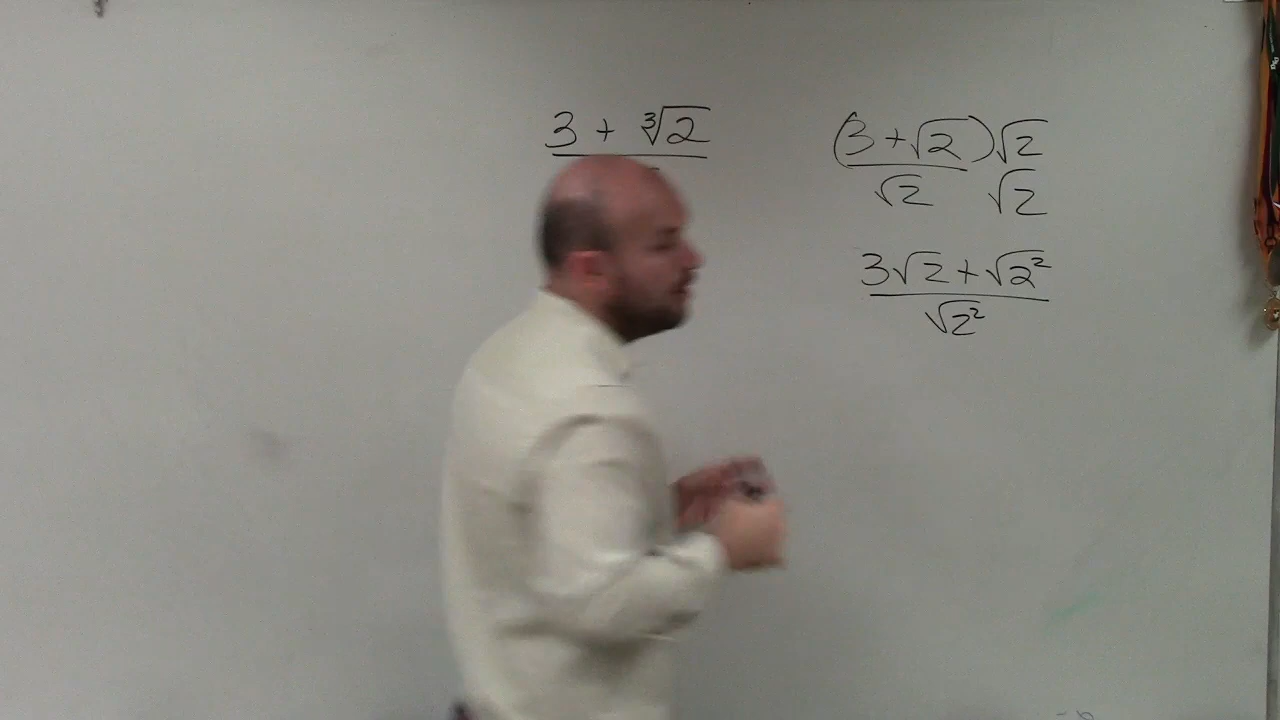 3 + ∛2
(3 + √2)√2
√2 √2
3√2 + √2²
√2²